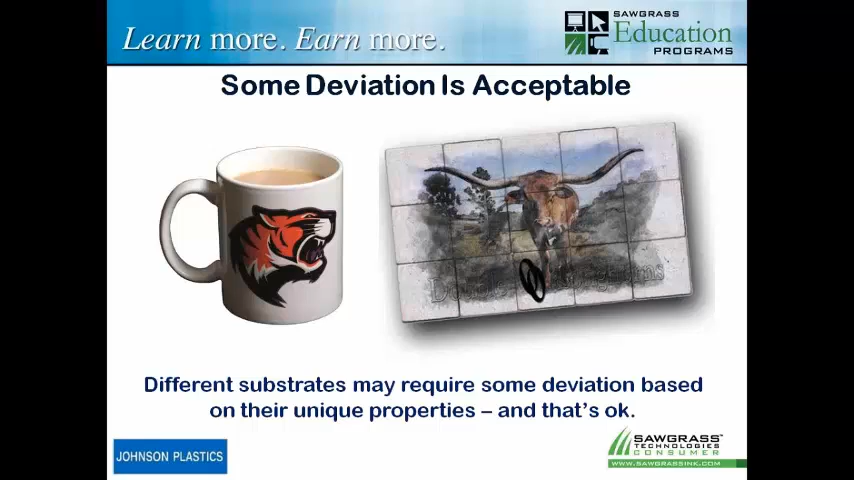 Learn more. Earn more.
SAWGRASS
Education
PROGRAMS
Some Deviation Is Acceptable
Different substrates may require some deviation based
on their unique properties – and that's ok.
JOHNSON PLASTICS
SAWGRASS
TECHNOLOGIES
CONSUMER
WWW.SAWGRASSINK.COM